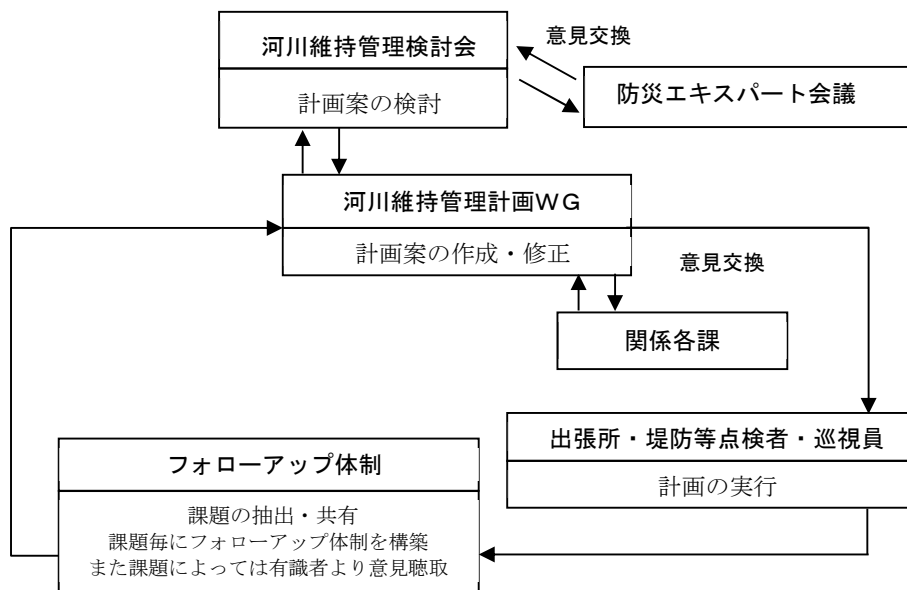 河川維持管理検討会
計画案の検討
意見交換
防災エキスパート会議
河川維持管理計画WG
計画案の作成・修正
意見交換
関係各課
出張所・堤防等点検者・巡視員
計画の実行
フォローアップ体制
課題の抽出・共有
課題毎にフォローアップ体制を構築
また課題によっては有識者より意見聴取